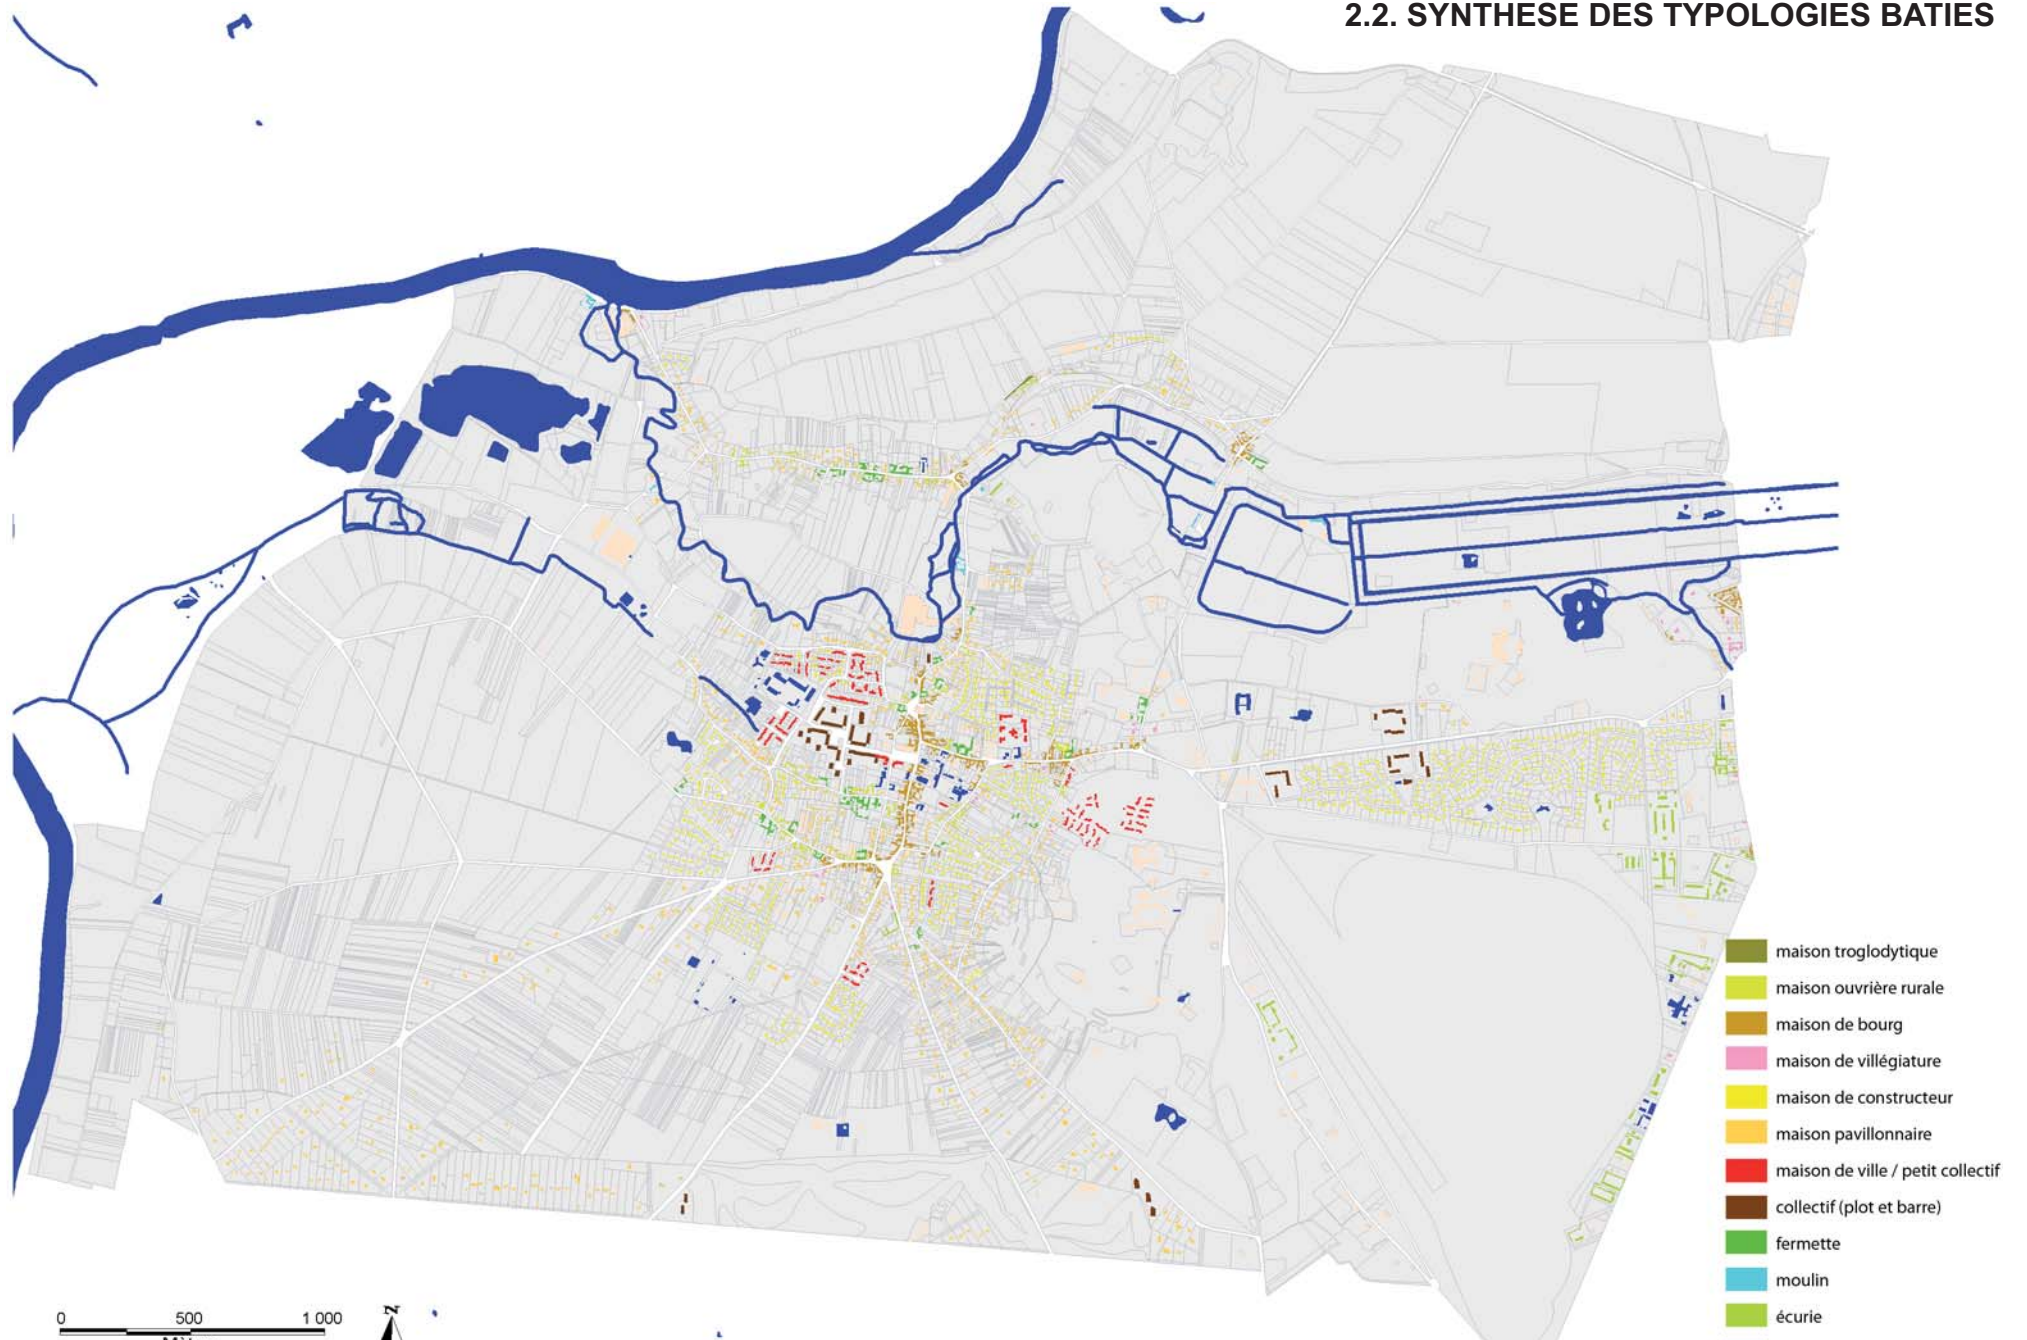 2.2. SYNTHESE DES TYPOLOGIES BATIES
maison troglodytique
maison ouvrière rurale
maison de bourg
maison de villégiature
maison de constructeur
maison pavillonnaire
maison de ville / petit collectif
collectif (plot et barre)
fermette
moulin
écurie
0 500 1 000
N